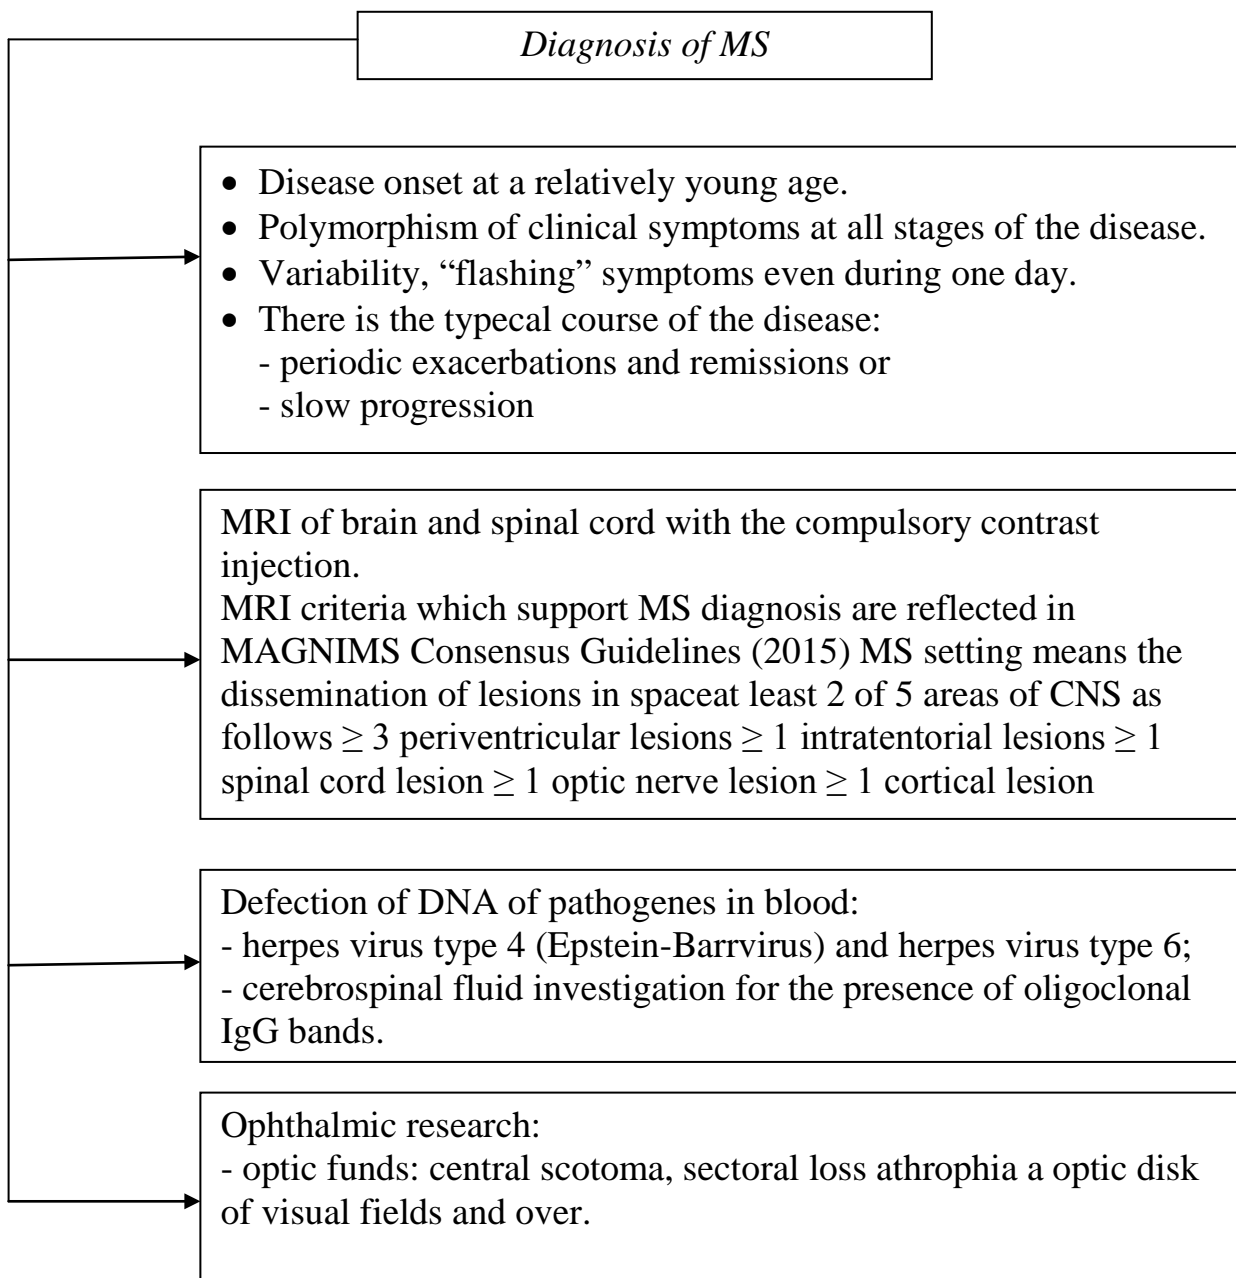 Diagnosis of MS
• Disease onset at a relatively young age.
• Polymorphism of clinical symptoms at all stages of the disease.
• Variability, “flashing” symptoms even during one day.
• There is the typecal course of the disease:
- periodic exacerbations and remissions or
- slow progression
MRI of brain and spinal cord with the compulsory contrast
injection.
MRI criteria which support MS diagnosis are reflected in
MAGNIMS Consensus Guidelines (2015) MS setting means the
dissemination of lesions in spaceat least 2 of 5 areas of CNS as
follows ≥ 3 periventricular lesions ≥ 1 intratentorial lesions ≥ 1
spinal cord lesion ≥ 1 optic nerve lesion ≥ 1 cortical lesion
Defection of DNA of pathogenes in blood:
- herpes virus type 4 (Epstein-Barrvirus) and herpes virus type 6;
- cerebrospinal fluid investigation for the presence of oligoclonal
IgG bands.
Ophthalmic research:
- optic funds: central scotoma, sectoral loss athrophia a optic disk
of visual fields and over.